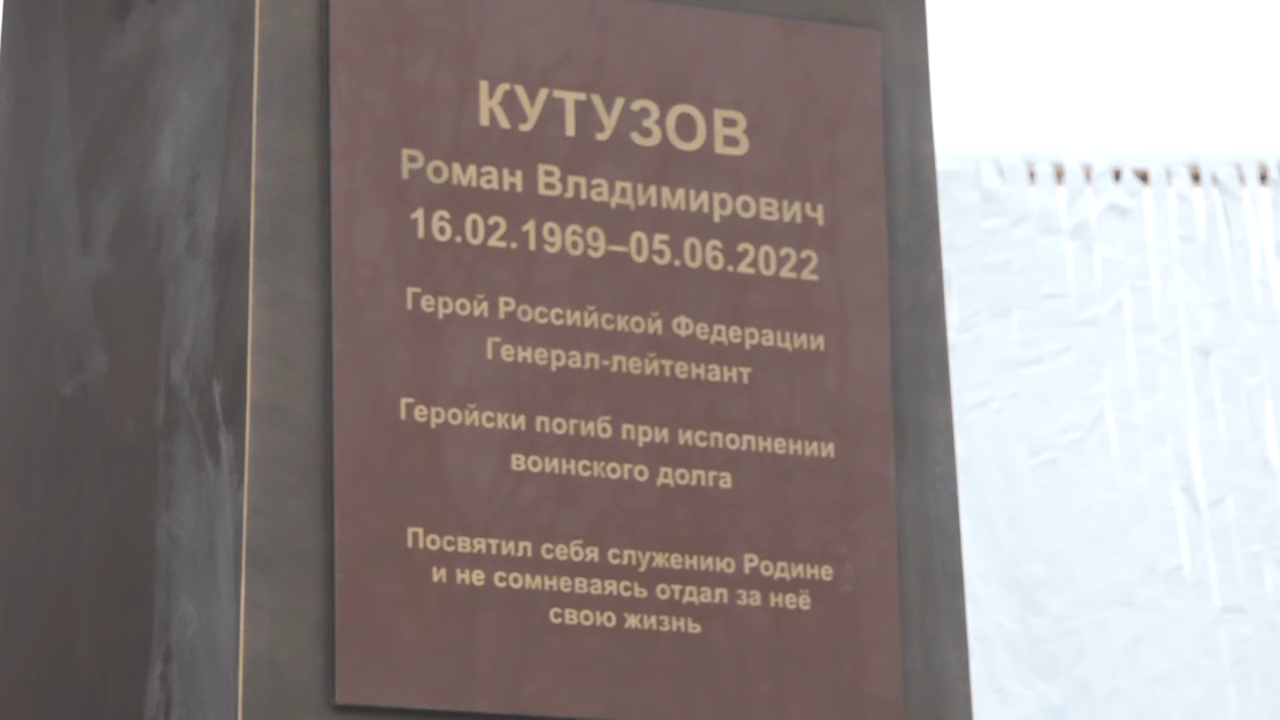 КУТУЗОВ
Роман Владимирович
16.02.1969–05.06.2022
Герой Российской Федерации
Генерал-лейтенант
Геройски погиб при исполнении
воинского долга
Посвятил себя служению Родине
и не сомневаясь отдал за неё
свою жизнь